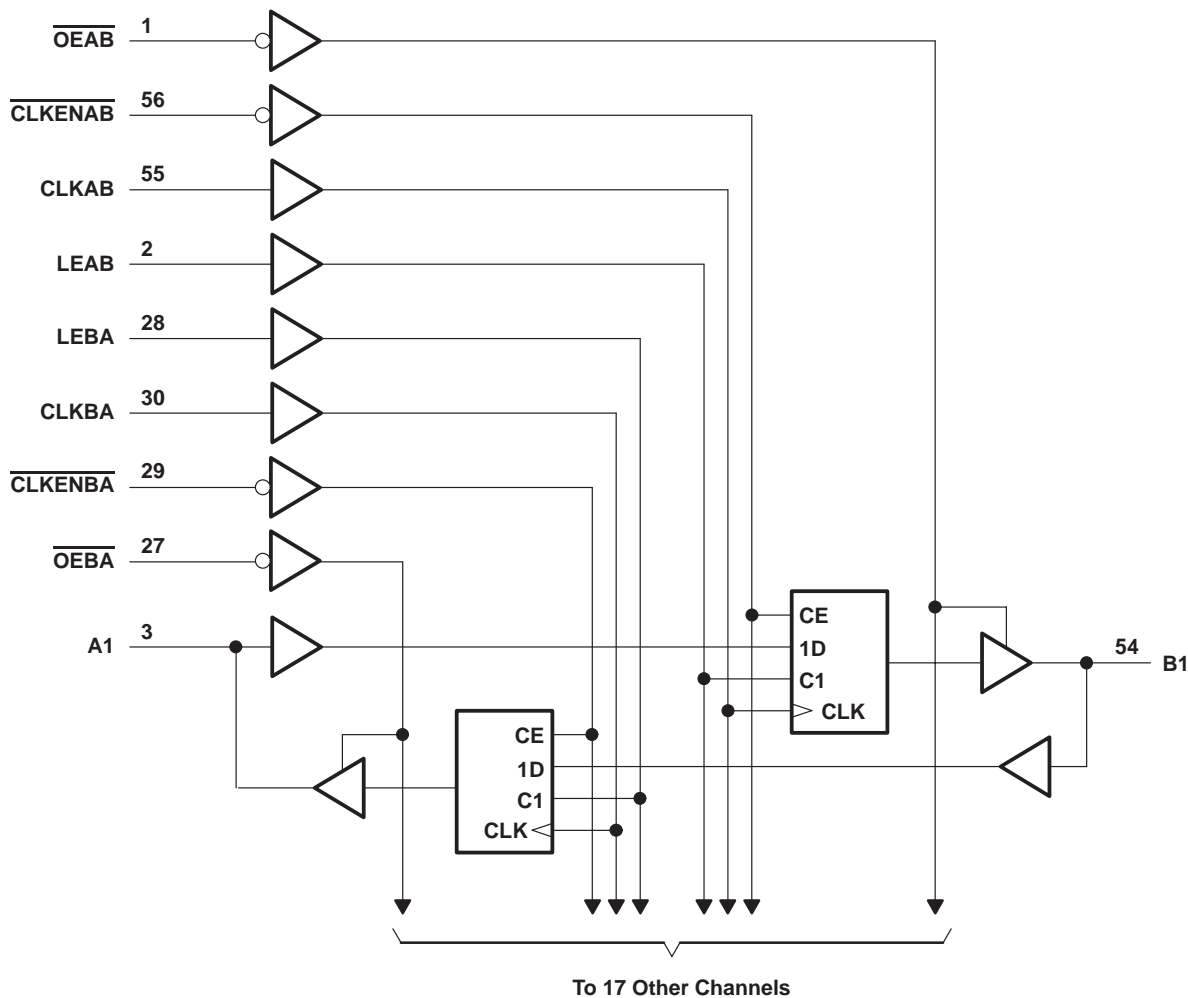 OEAB 1
CLKENAB 56
CLKAB 55
LEAB 2
LEBA 28
CLKBA 30
CLKENBA 29
OEBA 27
A1 3
CE
1D
C1
CLK
54 B1
CE
1D
C1
CLK
To 17 Other Channels